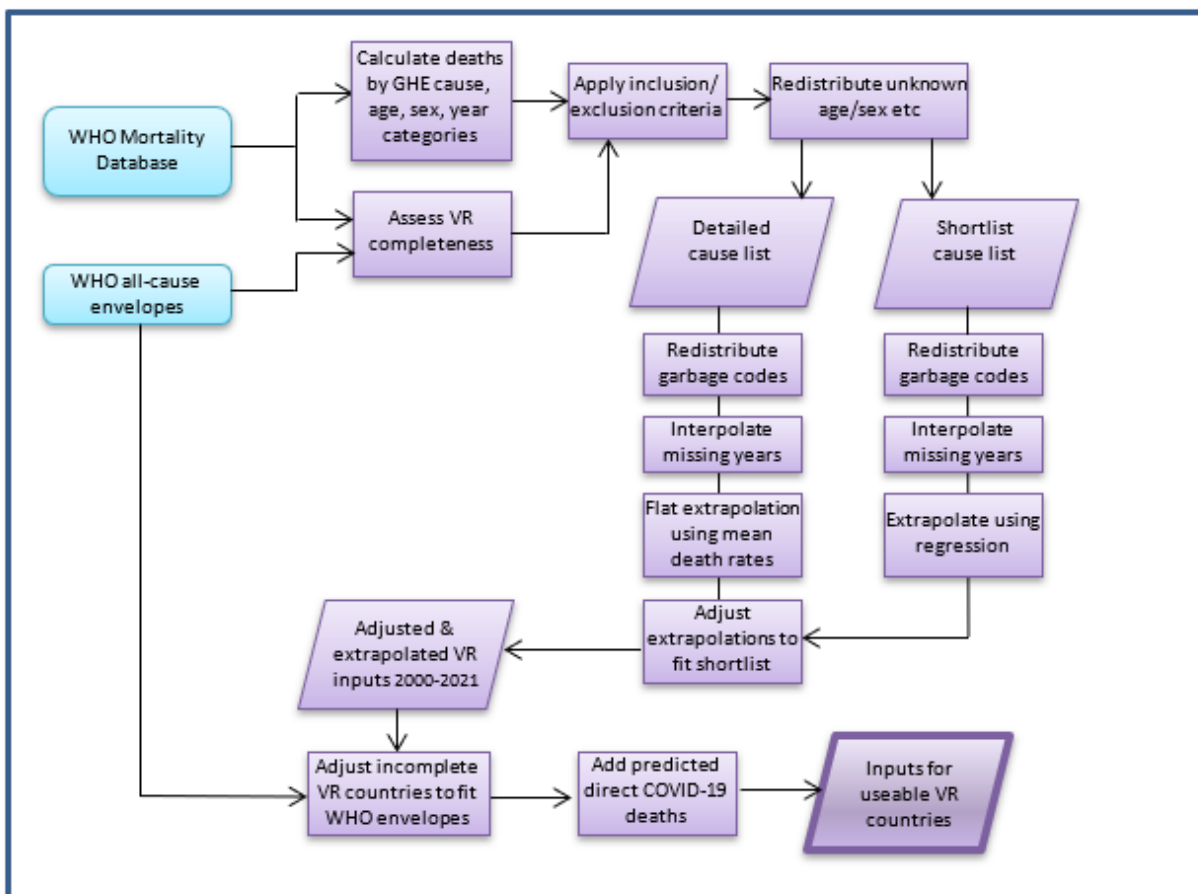 Calculate deaths
by GHE cause,
age, sex, year
categories
Apply inclusion/
exclusion criteria
Redistribute unknown
age/sex etc
WHO Mortality
Database
Assess VR
completeness
WHO all-cause
envelopes
Detailed
cause list
Shortlist
cause list
Redistribute
garbage codes
Redistribute
garbage codes
Interpolate
missing years
Interpolate
missing years
Flat extrapolation
using mean
death rates
Extrapolate using
regression
Adjust
extrapolations to
fit shortlist
Adjusted &
extrapolated VR
inputs 2000-2021
Adjust incomplete
VR countries to fit
WHO envelopes
Add predicted
direct COVID-19
deaths
Inputs for
useable VR
countries